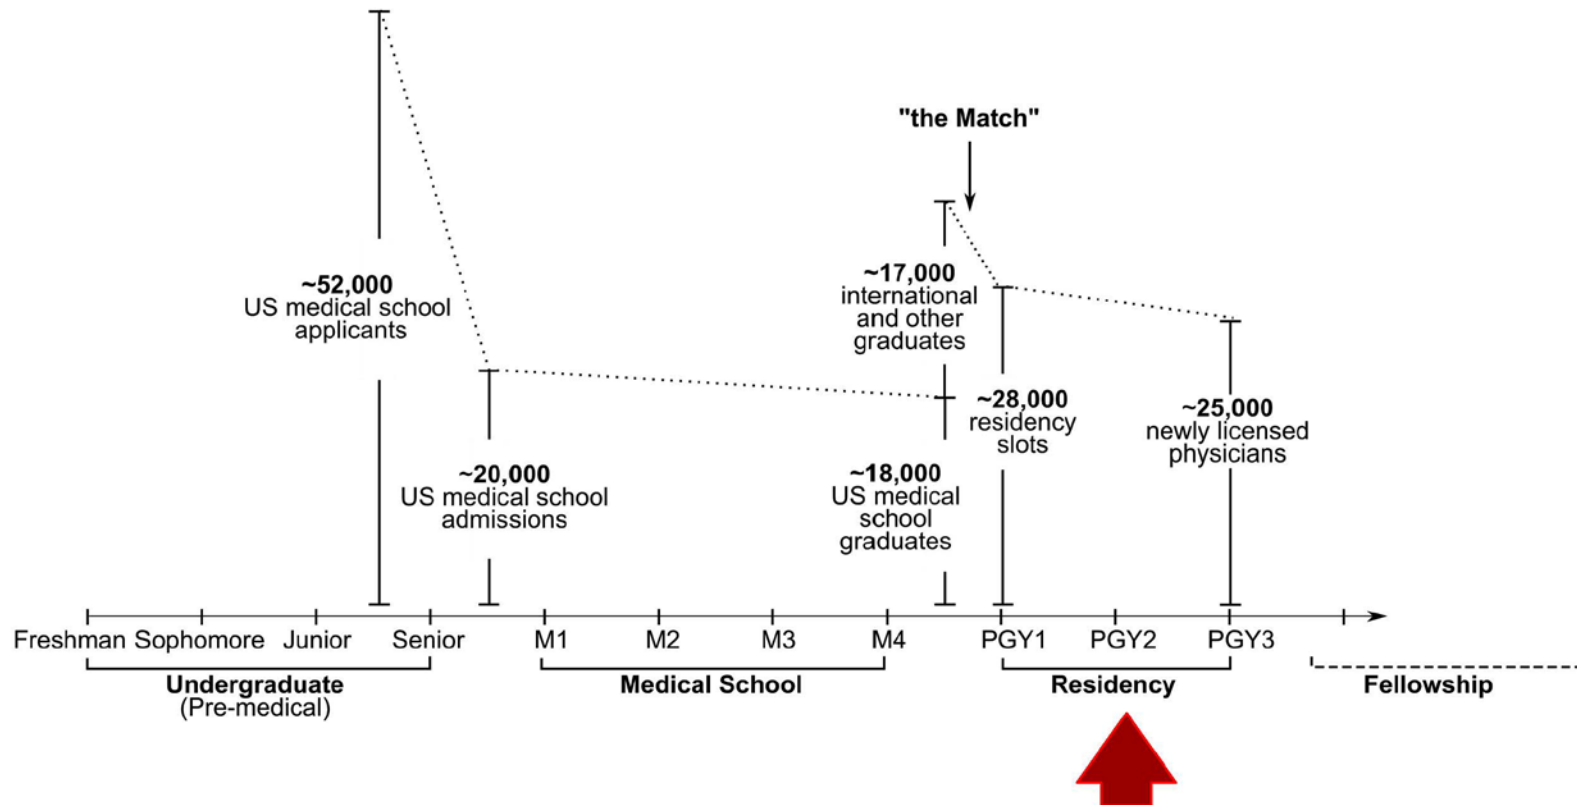 "the Match"
~52,000
US medical school
applicants
~17,000
international
and other
graduates
~28,000
residency
slots
~25,000
newly licensed
physicians
~20,000
US medical school
admissions
~18,000
US medical
school
graduates
Freshman Sophomore Junior Senior M1 M2 M3 M4 PGY1 PGY2 PGY3
Undergraduate Medical School Residency Fellowship
(Pre-medical)